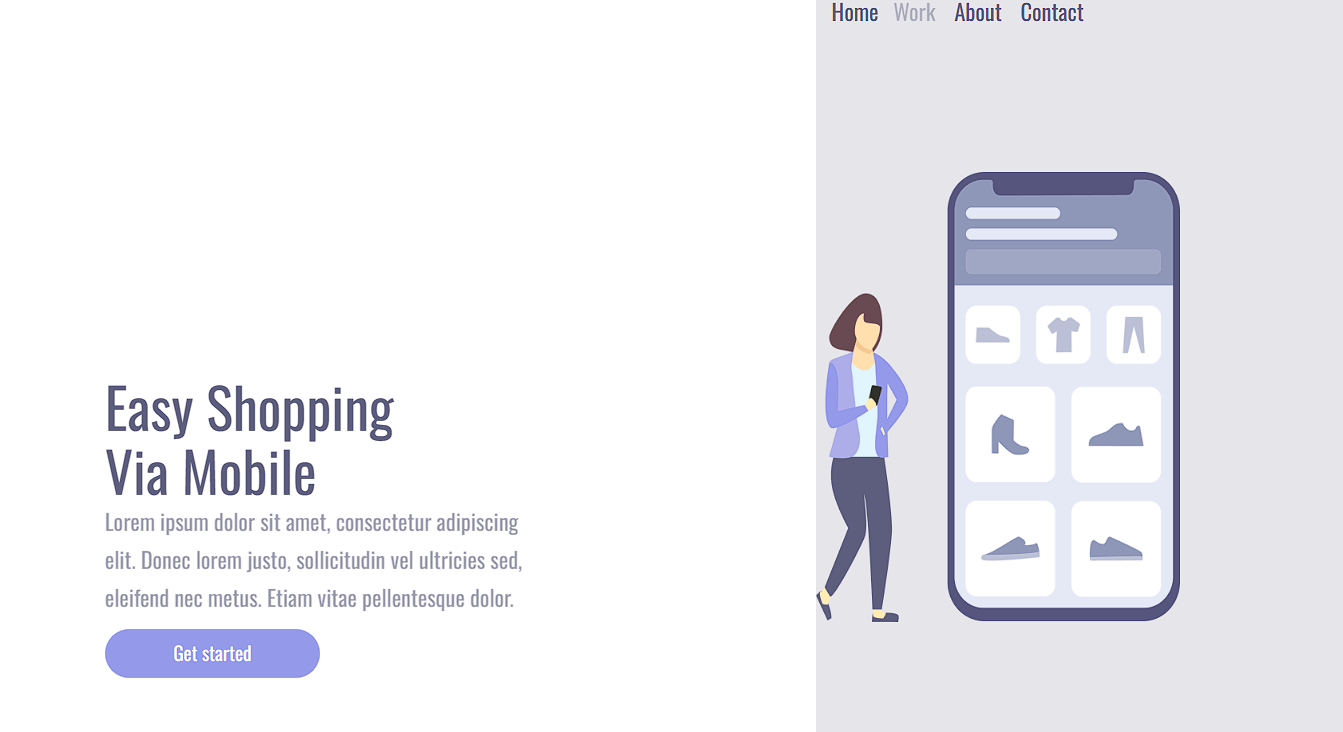 Home Work About Contact
Easy Shopping
Via Mobile
Lorem ipsum dolor sit amet, consectetur adipiscing
elit. Donec lorem justo, sollicitudin vel ultricies sed,
eleifend nec metus. Etiam vitae pellentesque dolor.
Get started